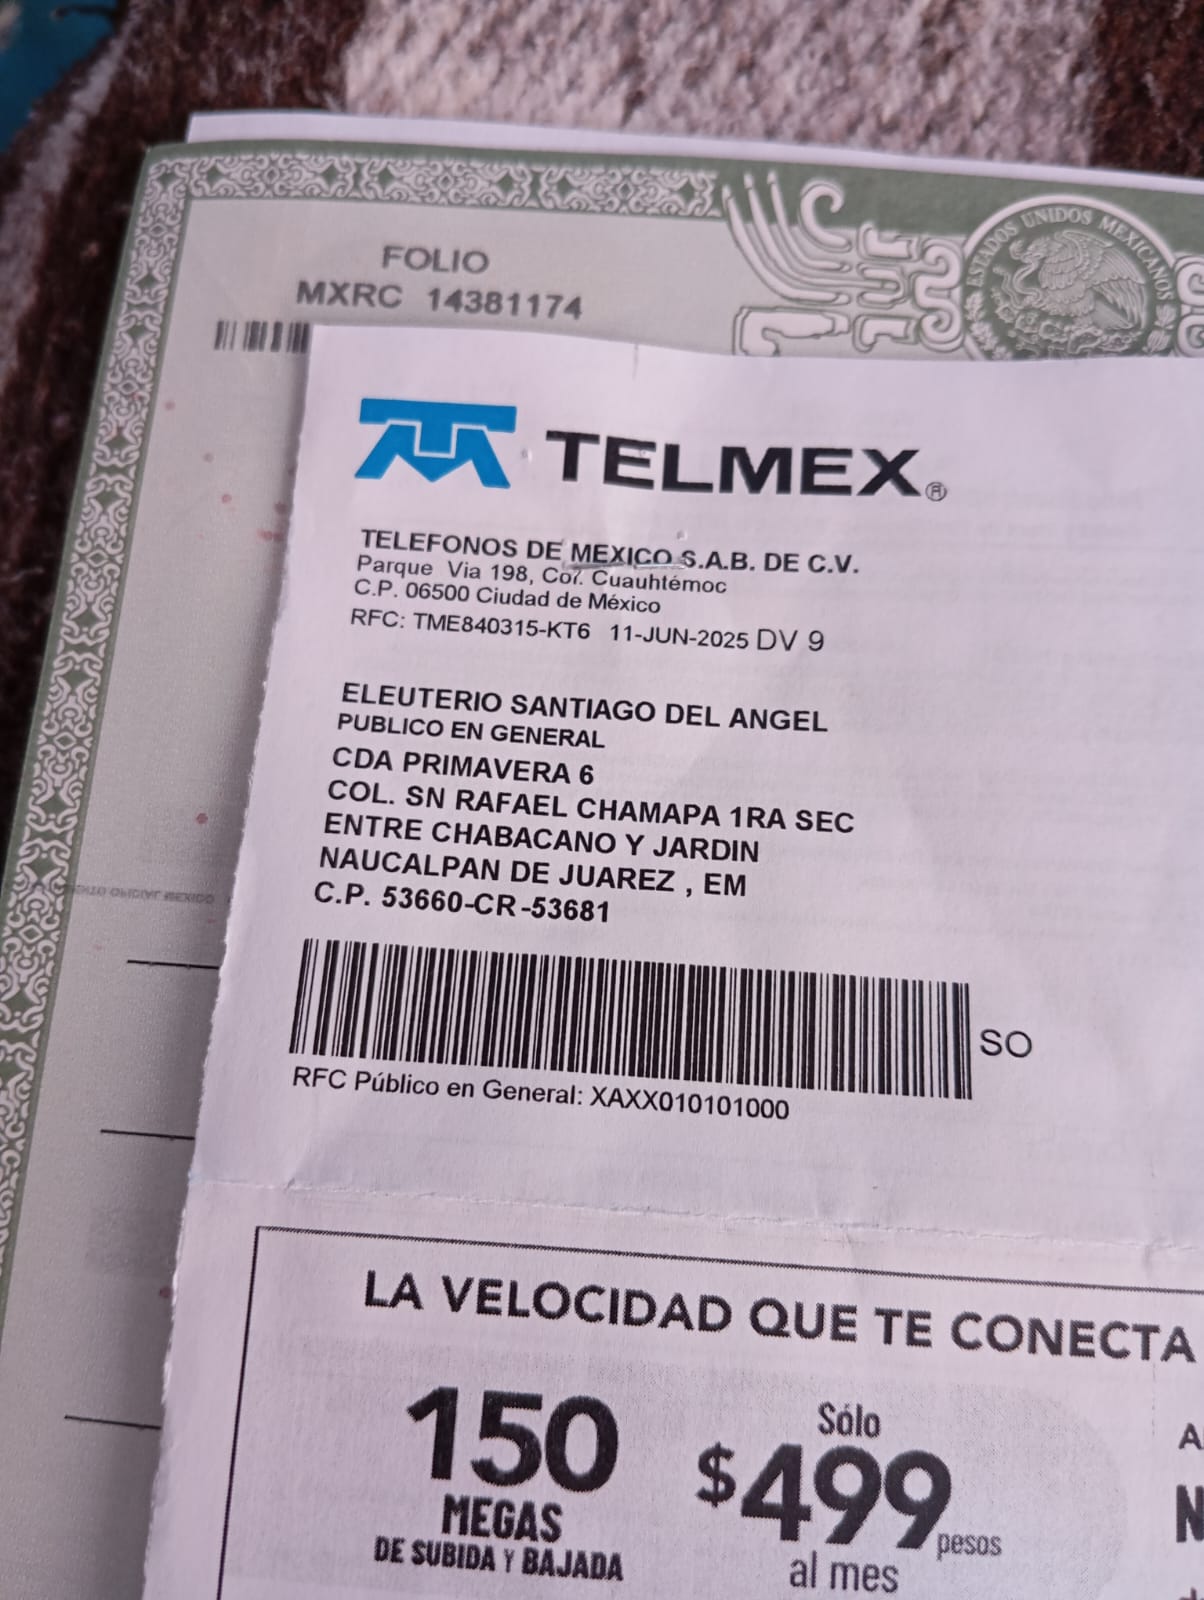 FOLIO
MXRC 14381174
ESTADOS UNIDOS MEXICANOS
TELMEX®
TELEFONOS DE MEXICO S.A.B. DE C.V.
Parque Via 198, Col. Cuauhtémoc
C.P. 06500 Ciudad de México
RFC: TME840315-KT6 11-JUN-2025 DV 9
ELEUTERIO SANTIAGO DEL ANGEL
PUBLICO EN GENERAL
CDA PRIMAVERA 6
COL. SN RAFAEL CHAMAPA 1RA SEC
ENTRE CHABACANO Y JARDIN
NAUCALPAN DE JUAREZ , EM
C.P. 53660-CR -53681
SO
RFC Público en General: XAXX010101000
LA VELOCIDAD QUE TE CONECTA
150
MEGAS
DE SUBIDA Y BAJADA
Sólo
$499 pesos
al mes